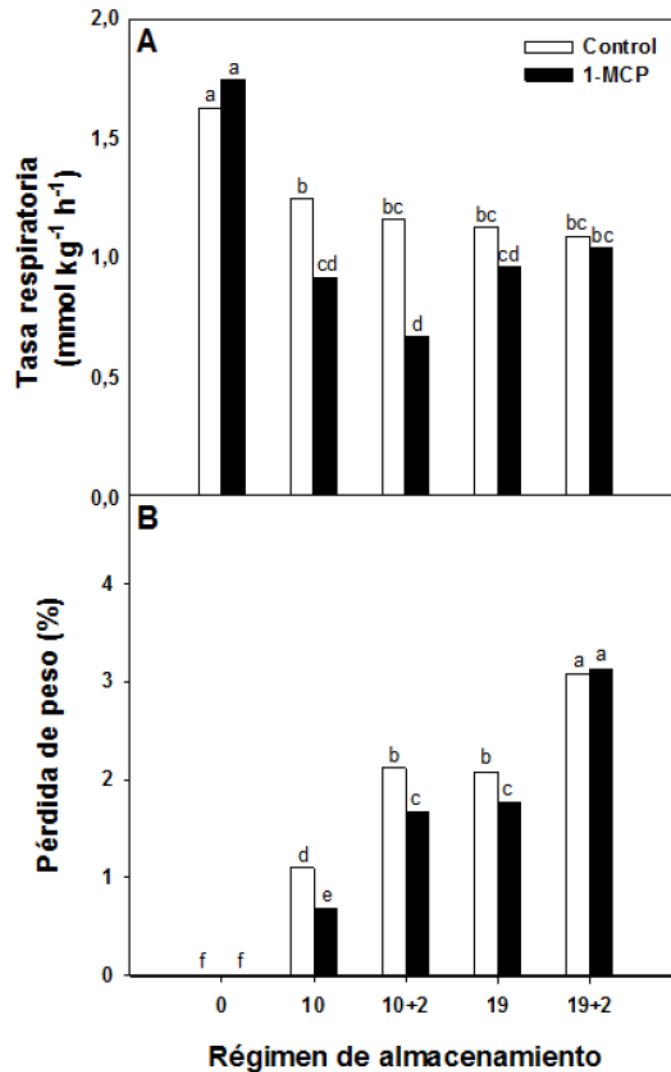 2,0
A
Control
1-MCP
a
a
1,5
b
bc
bc
bc
bc
cd
cd
d
1,0
0,5
0,0
Tasa respiratoria
(mmol kg-1 h-1)
B
4
a
a
3
b
b
c
c
2
d
e
1
f
f
0
Pérdida de peso (%)
0 10 10+2 19 19+2
Régimen de almacenamiento